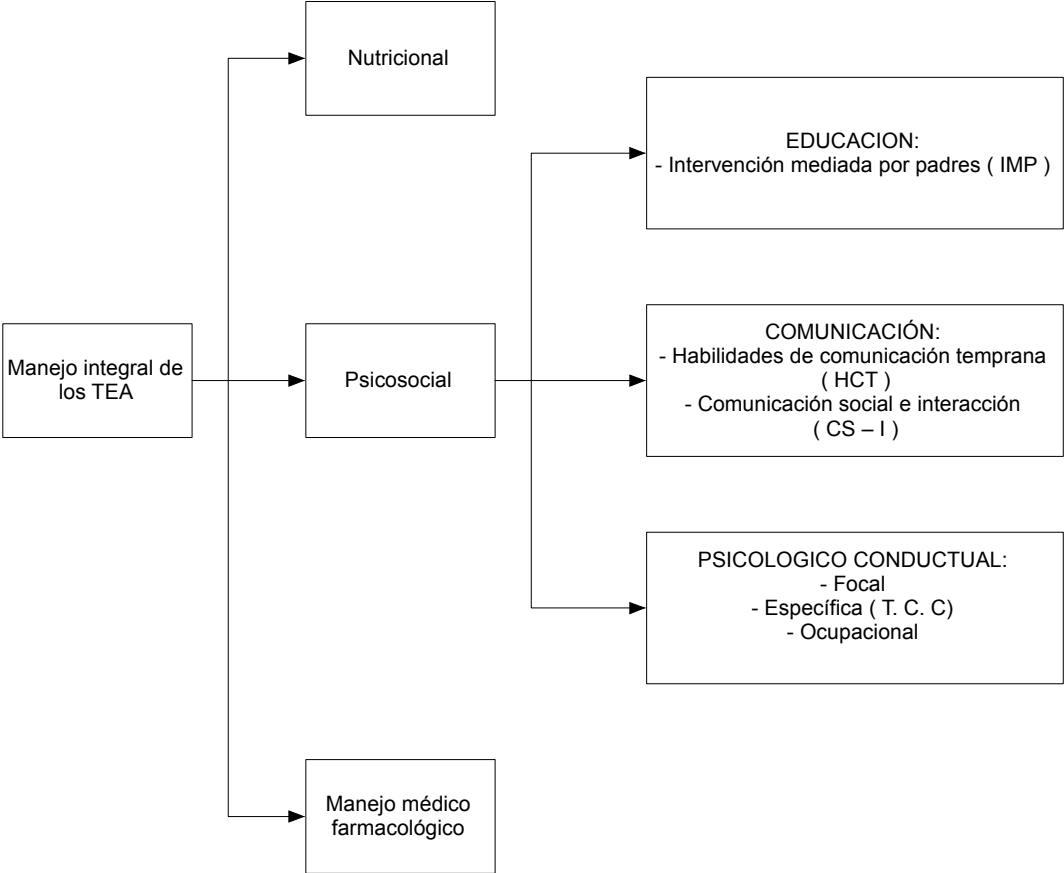 Nutricional
EDUCACION:
- Intervención mediada por padres ( IMP )
Manejo integral de
los TEA
Psicosocial
COMUNICACIÓN:
- Habilidades de comunicación temprana
( HCT )
- Comunicación social e interacción
( CS – I )
PSICOLOGICO CONDUCTUAL:
- Focal
- Específica ( T. C. C)
- Ocupacional
Manejo médico
farmacológico